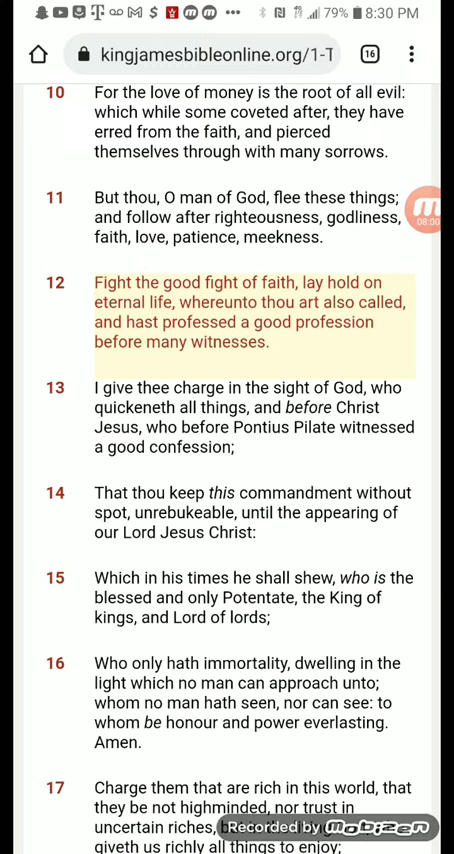 79% 8:30 PM
kingjamesbibleonline.org/1-T
16
10 For the love of money is the root of all evil:
which while some coveted after, they have
erred from the faith, and pierced
themselves through with many sorrows.
11 But thou, O man of God, flee these things;
and follow after righteousness, godliness,
faith, love, patience, meekness.
08:00
12 Fight the good fight of faith, lay hold on
eternal life, whereunto thou art also called,
and hast professed a good profession
before many witnesses.
13 I give thee charge in the sight of God, who
quickeneth all things, and before Christ
Jesus, who before Pontius Pilate witnessed
a good confession;
14 That thou keep this commandment without
spot, unrebukeable, until the appearing of
our Lord Jesus Christ:
15 Which in his times he shall shew, who is the
blessed and only Potentate, the King of
kings, and Lord of lords;
16 Who only hath immortality, dwelling in the
light which no man can approach unto;
whom no man hath seen, nor can see: to
whom be honour and power everlasting.
Amen.
17 Charge them that are rich in this world, that
they be not highminded, nor trust in
uncertain riches,
Recorded by Mobizen
giveth us richly all things to enjoy;